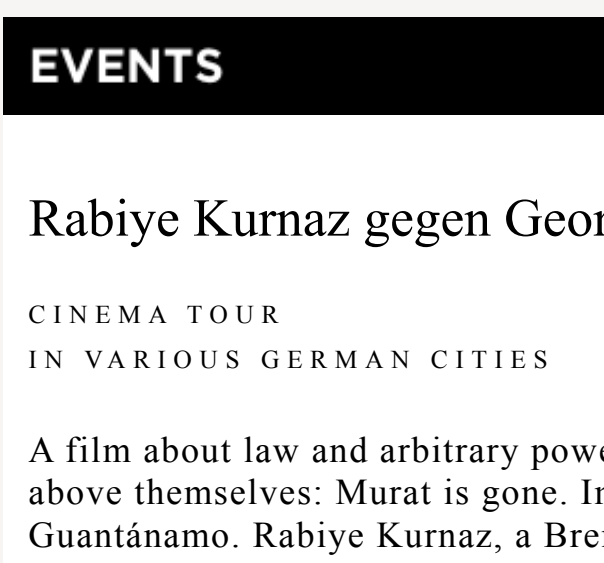 EVENTS
Rabiye Kurnaz gegen
CINEMA TOUR
IN VARIOUS GERMAN CITIES
A film about law and arbitrary
above themselves: Murat is gone.
Guantánamo. Rabiye Kurnaz, a